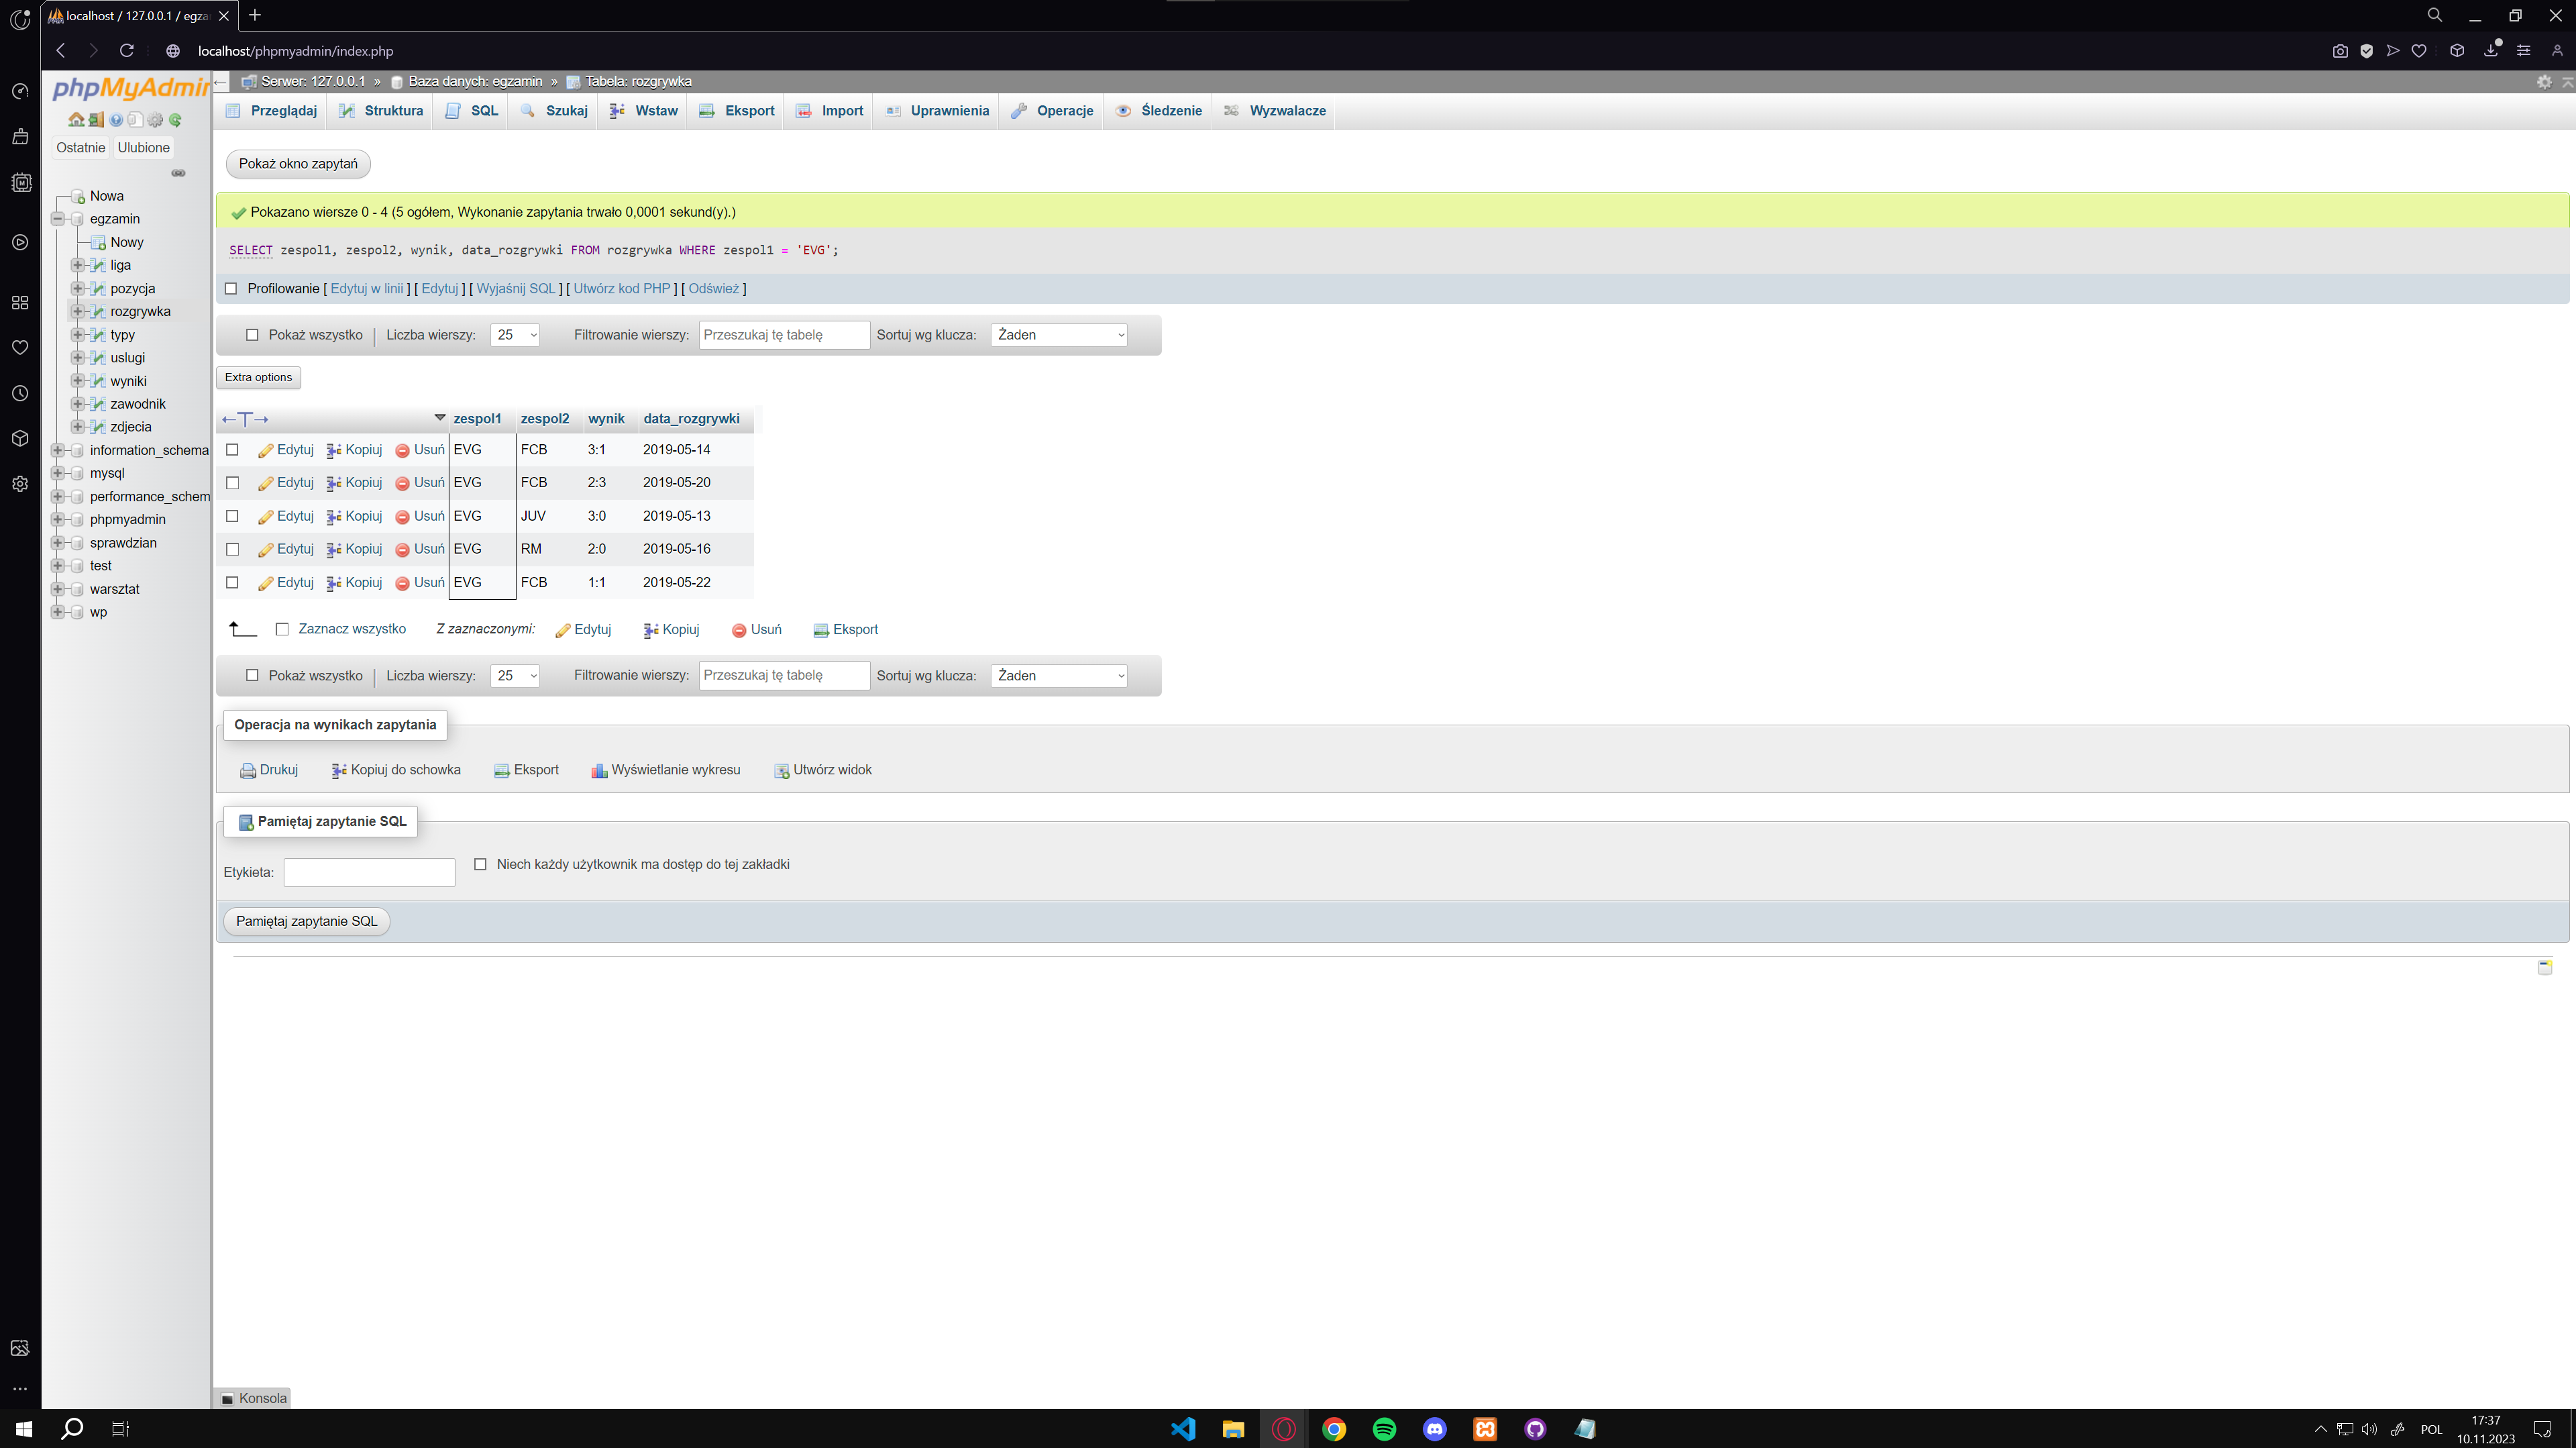 localhost / 127.0.0.1 / egza
localhost/phpmyadmin/index.php
phpMyAdmin
Ostatnie Ulubione
Nowa
egzamin
Nowy
liga
pozycja
rozgrywka
typy
uslugi
wyniki
zawodnik
zdjecia
information_schema
mysql
performance_schem
phpmyadmin
sprawdzian
test
warsztat
wp
Serwer: 127.0.0.1 » Baza danych: egzamin » Tabela: rozgrywka
Przeglądaj Struktura SQL Szukaj Wstaw Eksport Import Uprawnienia Operacje Śledzenie Wyzwalacze
Pokaż okno zapytań
Pokazano wiersze 0 - 4 (5 ogółem, Wykonanie zapytania trwało 0,0001 sekund(y).)
SELECT zespol1, zespol2, wynik, data_rozgrywki FROM rozgrywka WHERE zespol1 = 'EVG';
Profilowanie [ Edytuj w linii ] [ Edytuj ] [ Wyjaśnij SQL ] [ Utwórz kod PHP ] [ Odśwież ]
Pokaż wszystko | Liczba wierszy: 25 Filtrowanie wierszy: Przeszukaj tę tabelę Sortuj wg klucza: Żaden
Extra options
←T→ zespol1 zespol2 wynik data_rozgrywki
Edytuj Kopiuj Usuń EVG FCB 3:1 2019-05-14
Edytuj Kopiuj Usuń EVG FCB 2:3 2019-05-20
Edytuj Kopiuj Usuń EVG JUV 3:0 2019-05-13
Edytuj Kopiuj Usuń EVG RM 2:0 2019-05-16
Edytuj Kopiuj Usuń EVG FCB 1:1 2019-05-22
Zaznacz wszystko Z zaznaczonymi: Edytuj Kopiuj Usuń Eksport
Pokaż wszystko | Liczba wierszy: 25 Filtrowanie wierszy: Przeszukaj tę tabelę Sortuj wg klucza: Żaden
Operacja na wynikach zapytania
Drukuj Kopiuj do schowka Eksport Wyświetlanie wykresu Utwórz widok
Pamiętaj zapytanie SQL
Etykieta: Niech każdy użytkownik ma dostęp do tej zakładki
Pamiętaj zapytanie SQL
Konsola
POL
17:37
10.11.2023